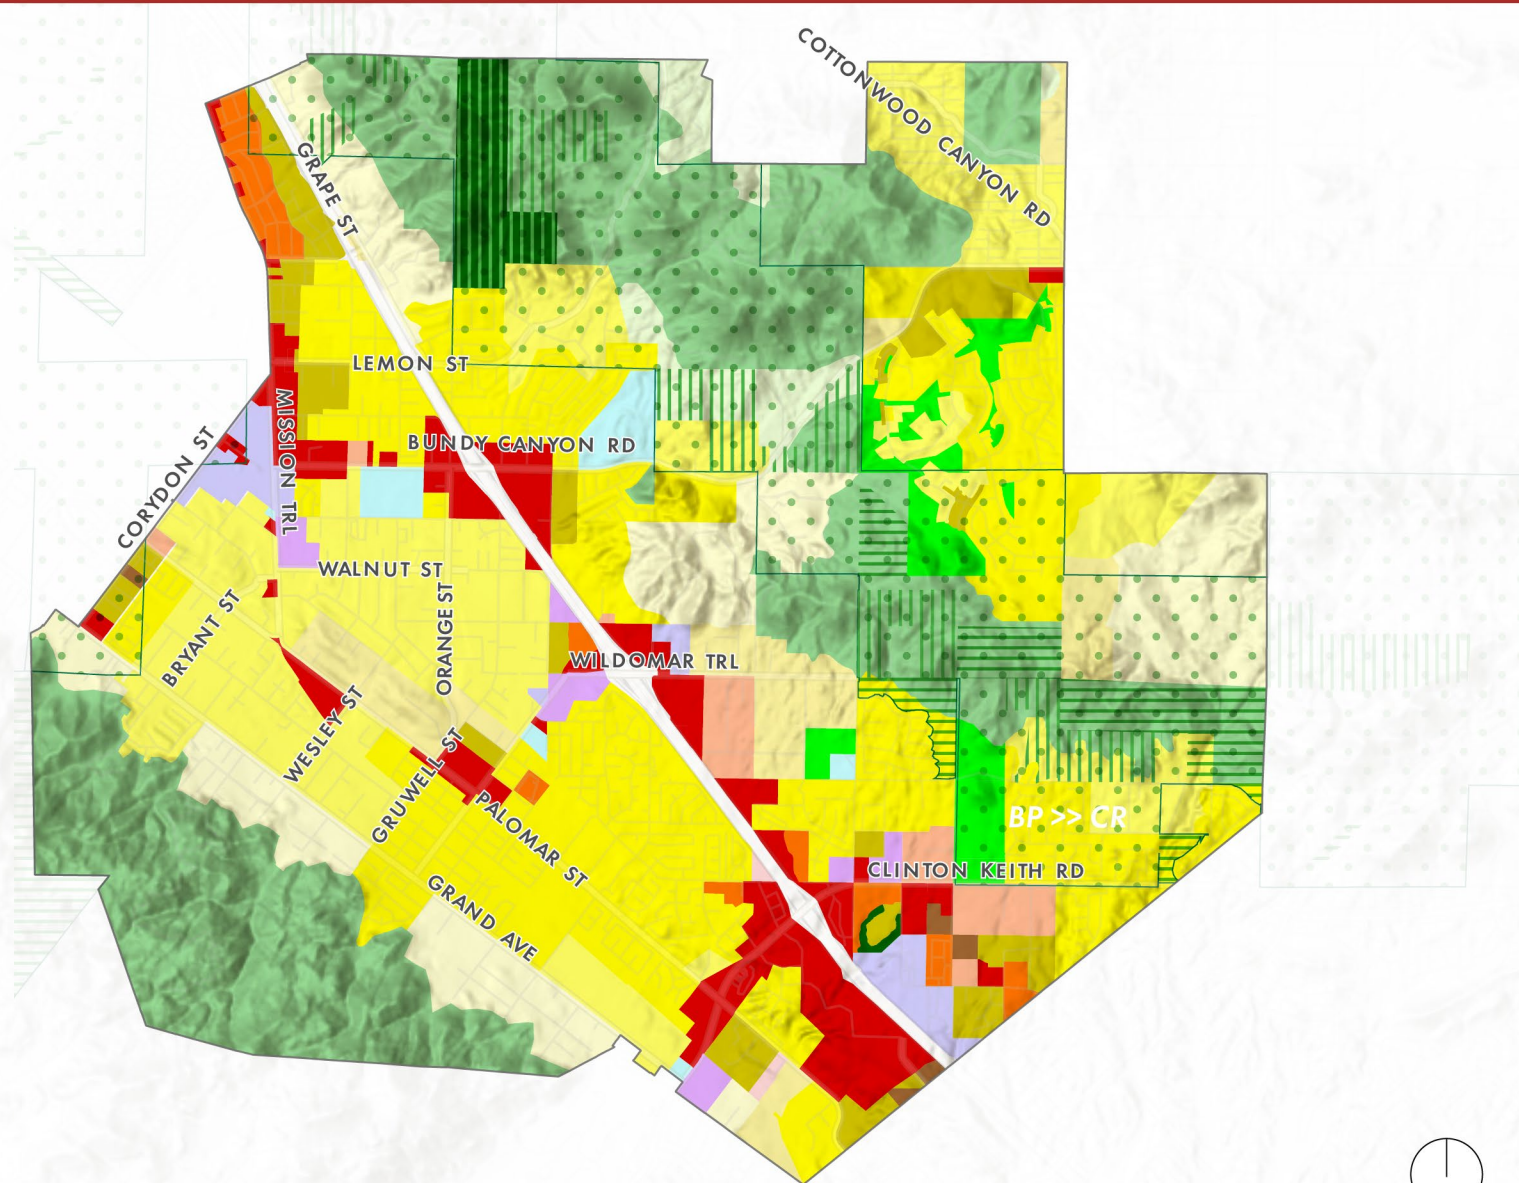 COTTONWOOD CANYON RD
GRAPE ST
LEMON ST
MISSION TRL
BUNDY CANYON RD
CORYDON ST
WALNUT ST
ORANGE ST
BRYANT ST
WILDOMAR TRL
WESLEY ST
GRUWELL ST
PALOMAR ST
BP >> CR
CLINTON KEITH RD
GRAND AVE